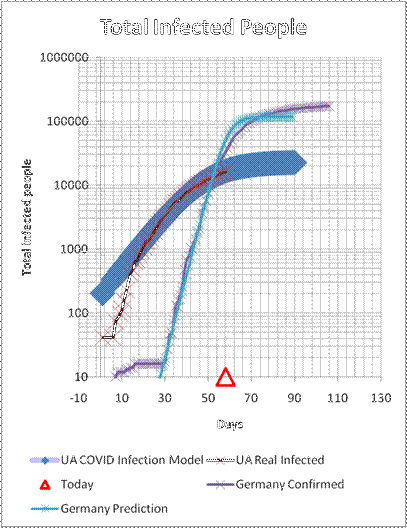 Total Infected People
1000000
100000
10000
1000
100
10
Total Infected people
-10 10 30 50 70 90 110 130
Days
UA COVID Infection Model UA Real Infected
Today Germany Confirmed
Germany Prediction